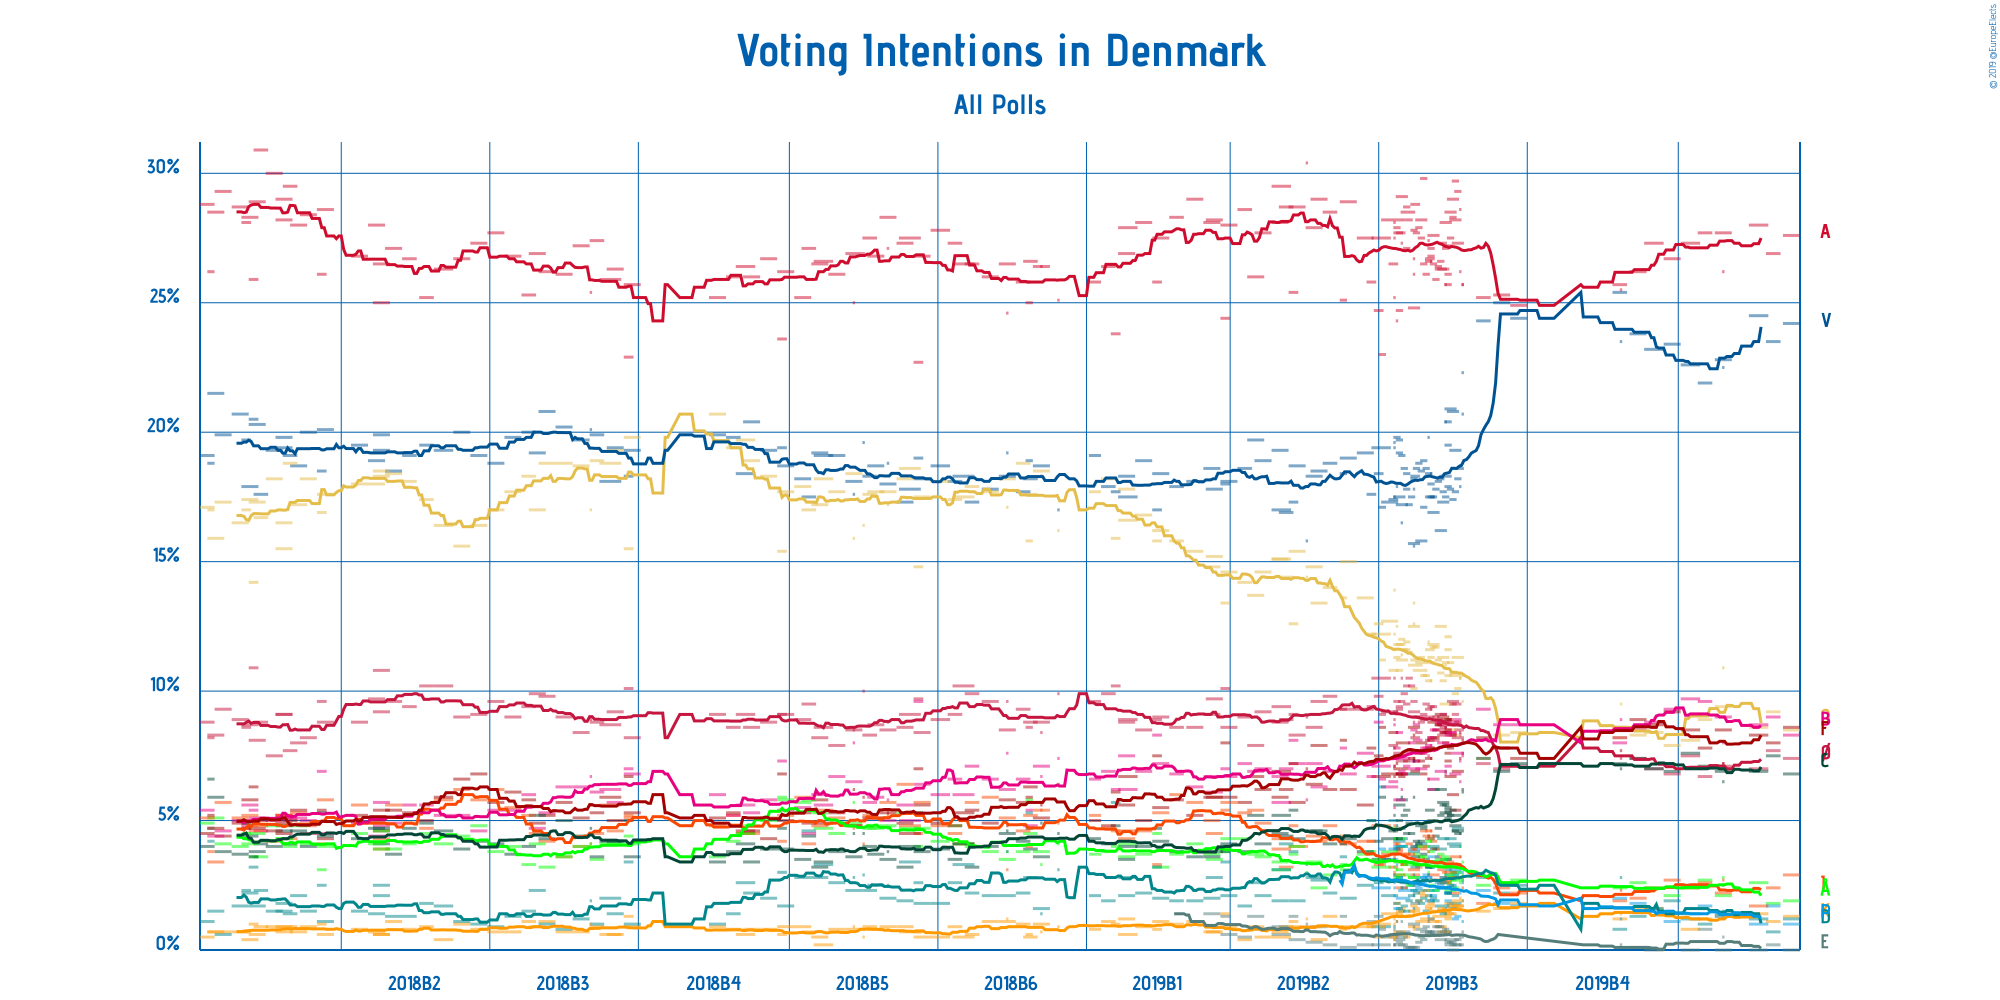 Voting Intentions in Denmark
All Polls
© 2019 @EuropeElects
30%
25%
20%
15%
10%
5%
0%
A
V
B
F
Ø
C
I
Å
D
E
2018B2
2018B3
2018B4
2018B5
2018B6
2019B1
2019B2
2019B3
2019B4